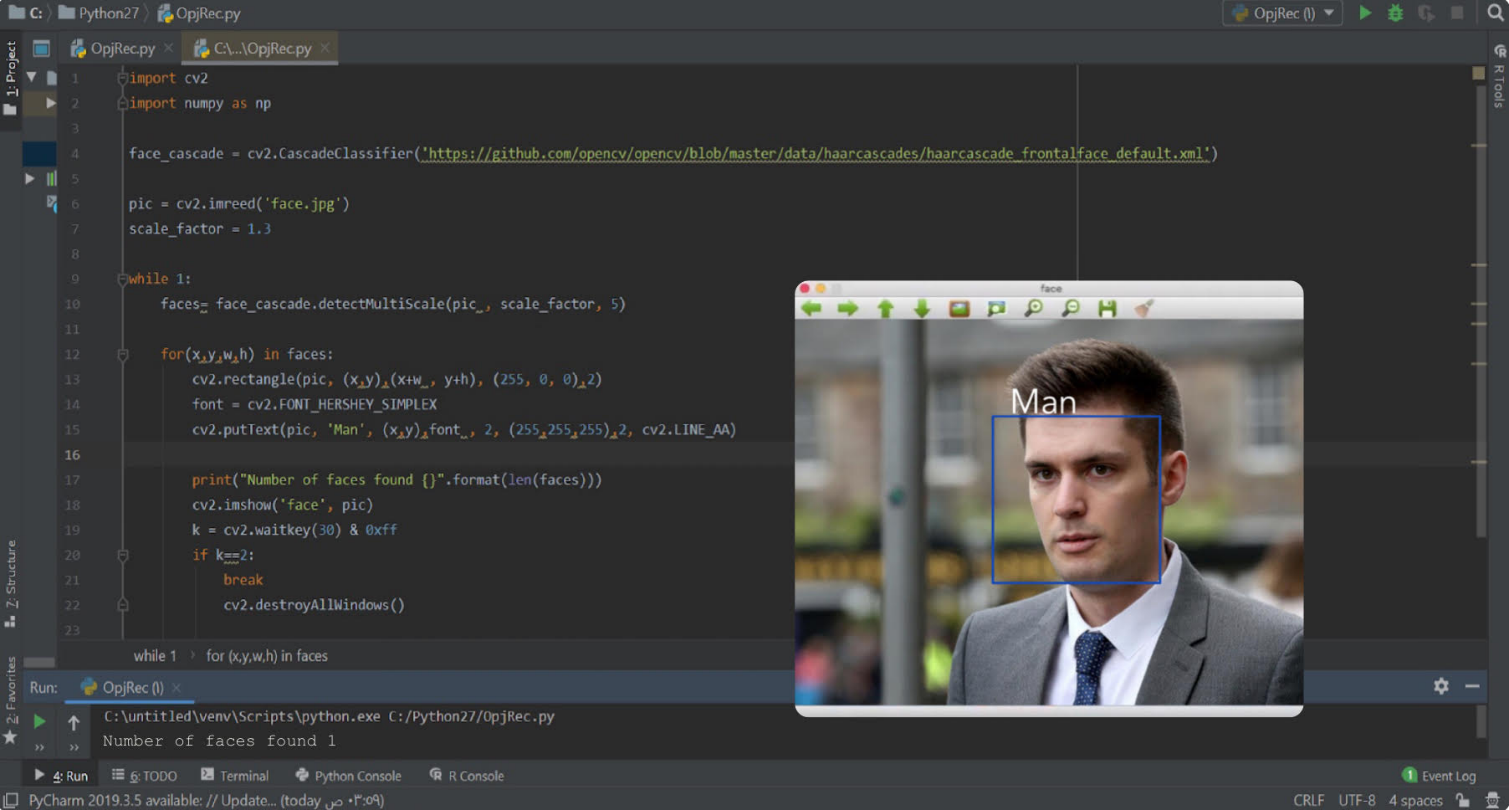 C: Python27 OpjRec.py OpjRec (1)
OpjRec.py C:\...\OpjRec.py
1: Project
R Tools
1 import cv2
2 import numpy as np
3
4 face_cascade = cv2.CascadeClassifier('https://github.com/opencv/opencv/blob/master/data/haarcascades/haarcascade_frontalface_default.xml')
5
6 pic = cv2.imreed('face.jpg')
7 scale_factor = 1.3
8
9 while 1:
10 faces= face_cascade.detectMultiScale(pic , scale_factor, 5)
11
12 for(x,y,w,h) in faces:
13 cv2.rectangle(pic, (x,y),(x+w , y+h), (255, 0, 0),2)
14 font = cv2.FONT_HERSHEY_SIMPLEX
15 cv2.putText(pic, 'Man', (x,y),font , 2, (255,255,255),2, cv2.LINE_AA)
16
17 print("Number of faces found {}".format(len(faces)))
18 cv2.imshow('face', pic)
19 k = cv2.waitkey(30) & 0xff
20 if k==2:
21 break
22 cv2.destroyAllWindows()
23
face
Man
while 1 › for (x,y,w,h) in faces
7: Structure
2: Favorites
Run: OpjRec (1)
C:\untitled\venv\Scripts\python.exe C:/Python27/OpjRec.py
Number of faces found 1
4: Run 6: TODO Terminal Python Console R Console 1 Event Log
PyCharm 2019.3.5 available: // Update... (today ٠٣:٥٩ ص) CRLF UTF-8 4 spaces